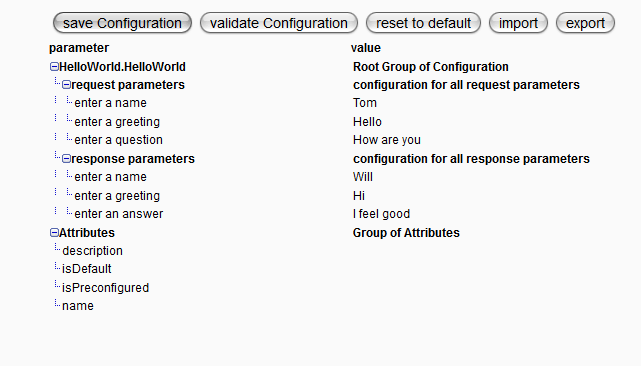 save Configuration validate Configuration reset to default import export
parameter value
HelloWorld.HelloWorld Root Group of Configuration
request parameters configuration for all request parameters
enter a name Tom
enter a greeting Hello
enter a question How are you
response parameters configuration for all response parameters
enter a name Will
enter a greeting Hi
enter an answer I feel good
Attributes Group of Attributes
description
isDefault
isPreconfigured
name